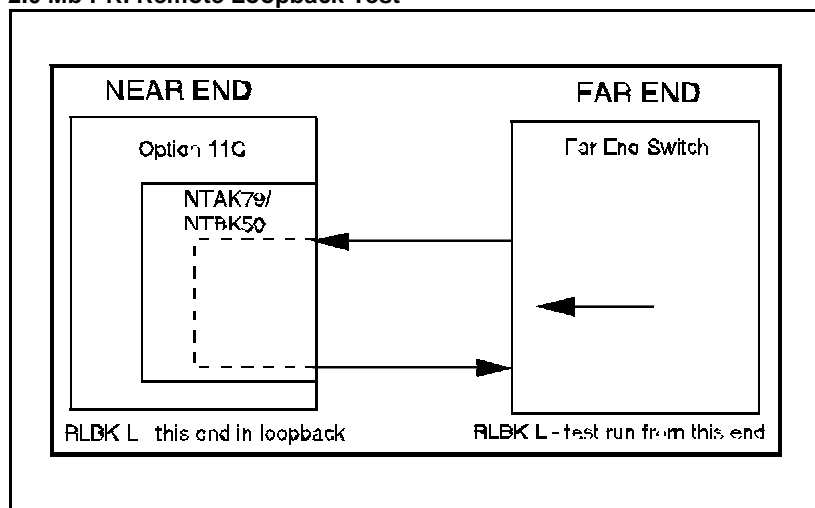 2.0 Mb PRI Remote Loopback Test
NEAR END
FAR END
Option 11C
Far End Switch
NTAK79/
NTBK50
RLBK L this end in loopback
RLBK L - test run from this end